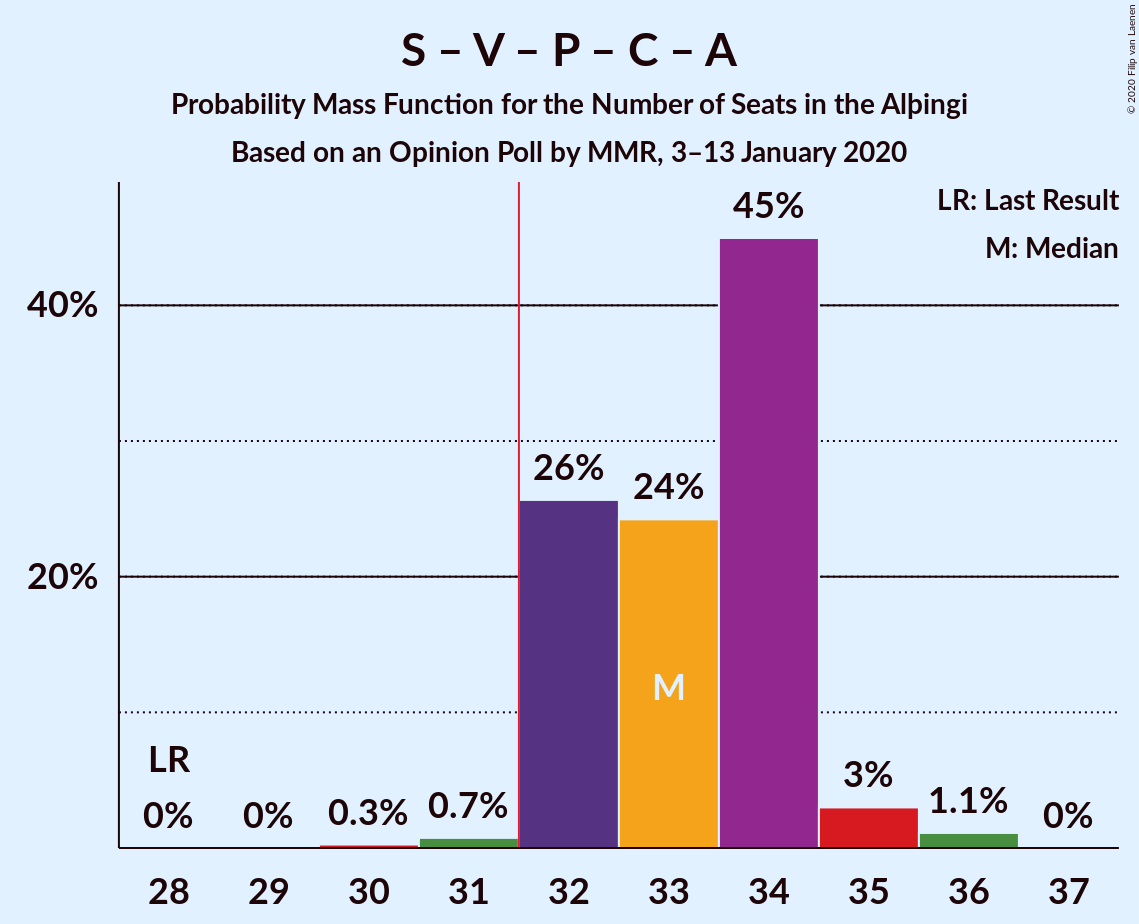 S – V – P – C – A
Probability Mass Function for the Number of Seats in the Alþingi
Based on an Opinion Poll by MMR, 3–13 January 2020
© 2020 Filip van Laenen
LR: Last Result
M: Median
40%
20%
LR
0%
0%
0.3%
0.7%
26%
24%
45%
3%
1.1%
0%
M
28 29 30 31 32 33 34 35 36 37